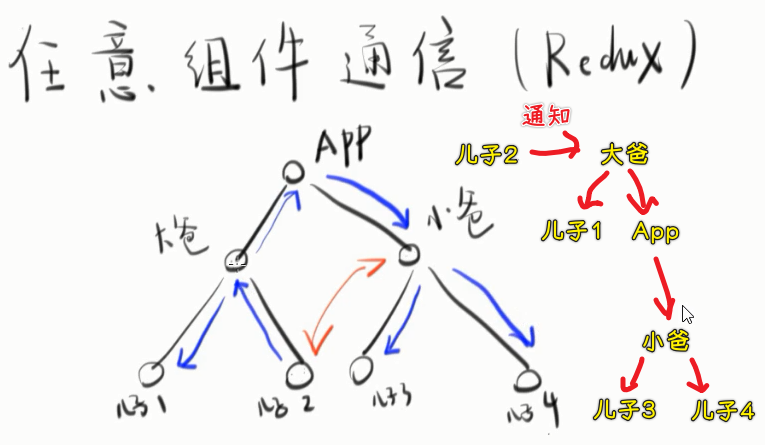 任意组件通信(Redux)
通知
儿子2 大爸
APP
大爸 小爸
儿子1 App
小爸
儿子1 儿子2 儿子3 儿子4
儿子3 儿子4